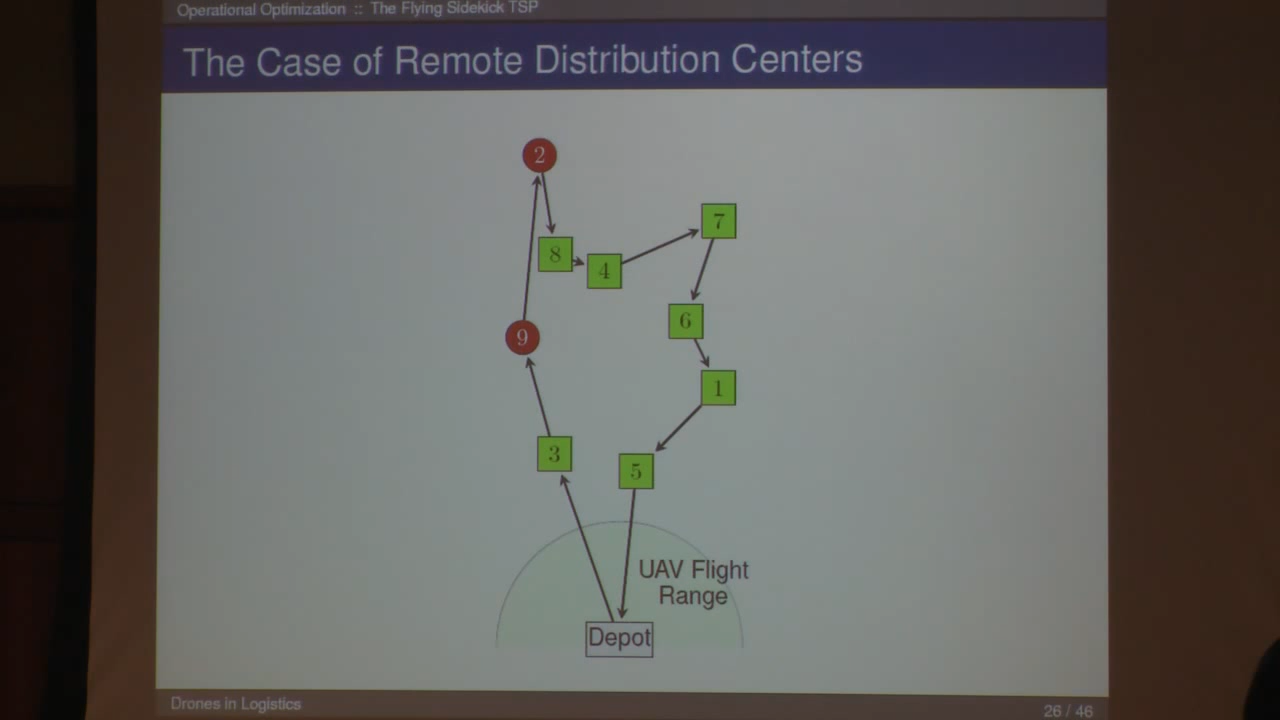 Operational Optimization :: The Flying Sidekick TSP
The Case of Remote Distribution Centers
2
7
8
4
6
9
1
3
5
UAV Flight
Range
Depot
Drones in Logistics
26 / 46